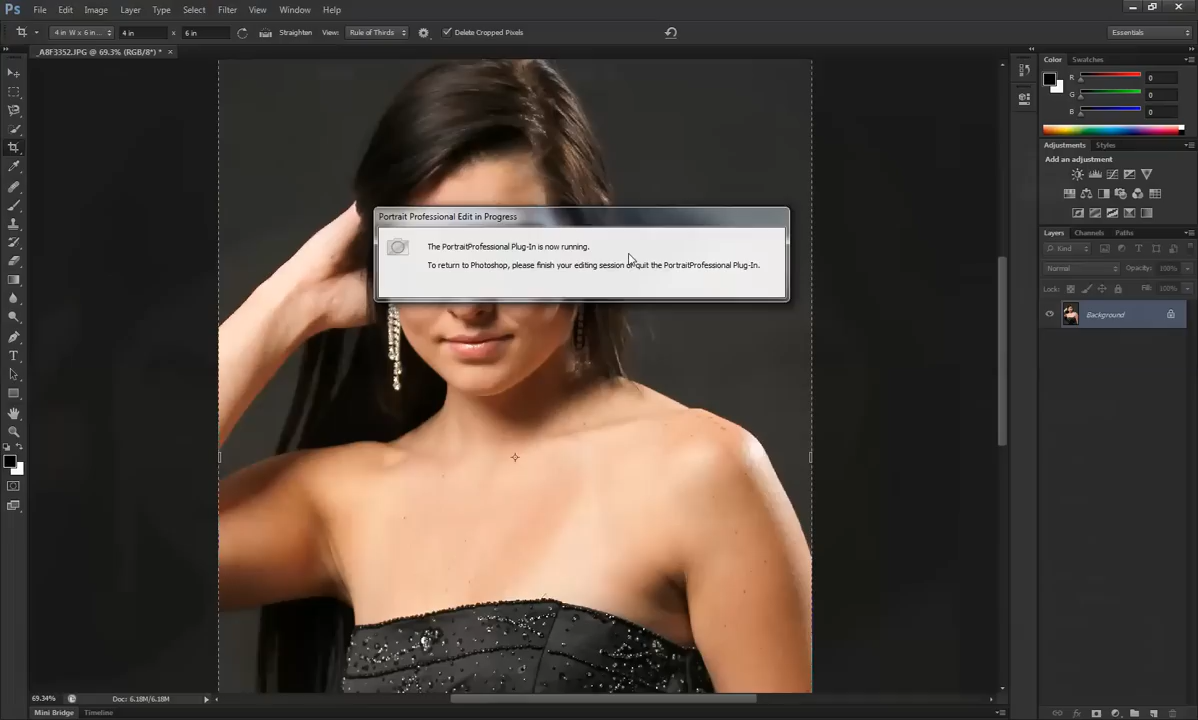 Ps File Edit Image Layer Type Select Filter View Window Help
4 in W x 6 in... 4 in x 6 in Straighten View: Rule of Thirds Delete Cropped Pixels Essentials
_A8F3352.JPG @ 69.3% (RGB/8*) * ×
Color Swatches
R 0
G 0
B 0
Adjustments Styles
Add an adjustment
Portrait Professional Edit in Progress
The PortraitProfessional Plug-In is now running.
To return to Photoshop, please finish your editing session or quit the PortraitProfessional Plug-In.
Layers Channels Paths
Kind
Normal Opacity: 100%
Lock: Fill: 100%
Background
69.34% Doc: 6.18M/6.18M
Mini Bridge Timeline